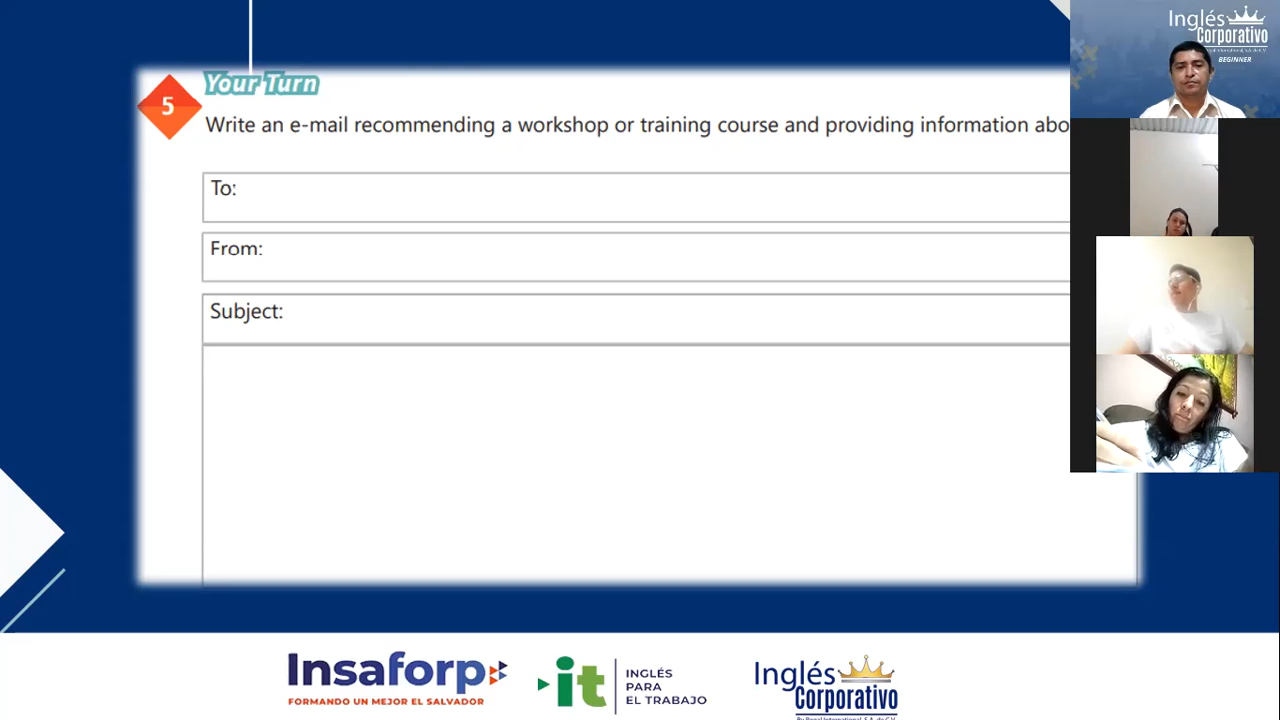 Your Turn
5
Write an e-mail recommending a workshop or training course and providing information abo
To:
From:
Subject:
Inglés
Corporativo
BEGINNER
Insaforp
FORMANDO UN MEJOR EL SALVADOR
it
INGLÉS
PARA
EL TRABAJO
Inglés
Corporativo